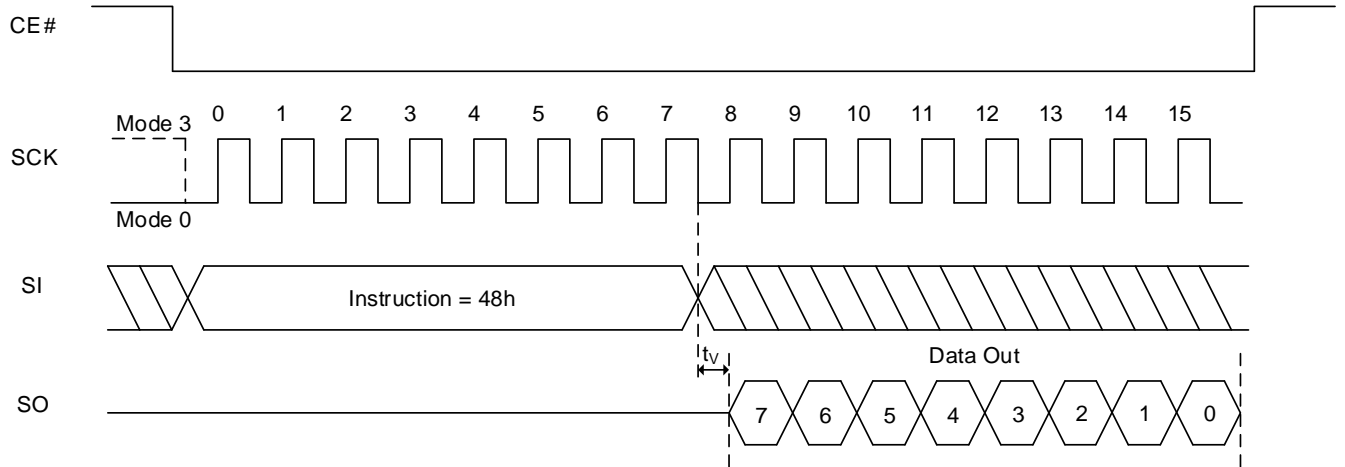 CE#
0 1 2 3 4 5 6 7 8 9 10 11 12 13 14 15
Mode 3
SCK
Mode 0
SI
Instruction = 48h
tV
Data Out
SO
7 6 5 4 3 2 1 0